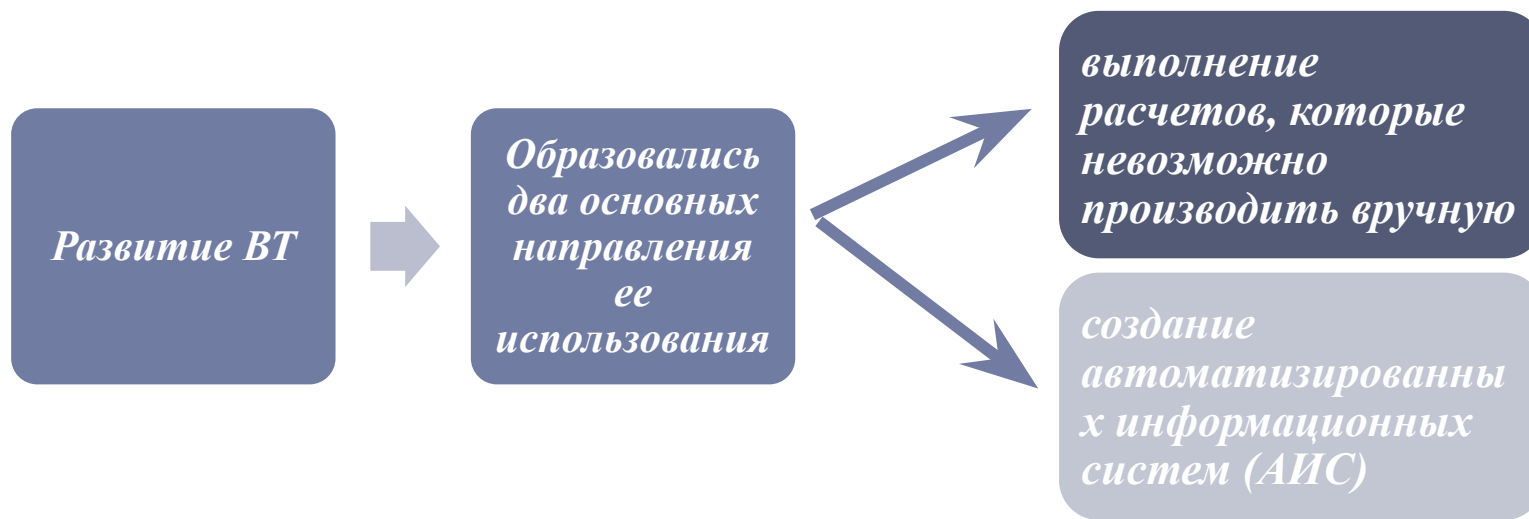 Развитие ВТ
Образовались
два основных
направления
ее
использования
выполнение
расчетов, которые
невозможно
производить вручную
создание
автоматизированны
х информационных
систем (АИС)